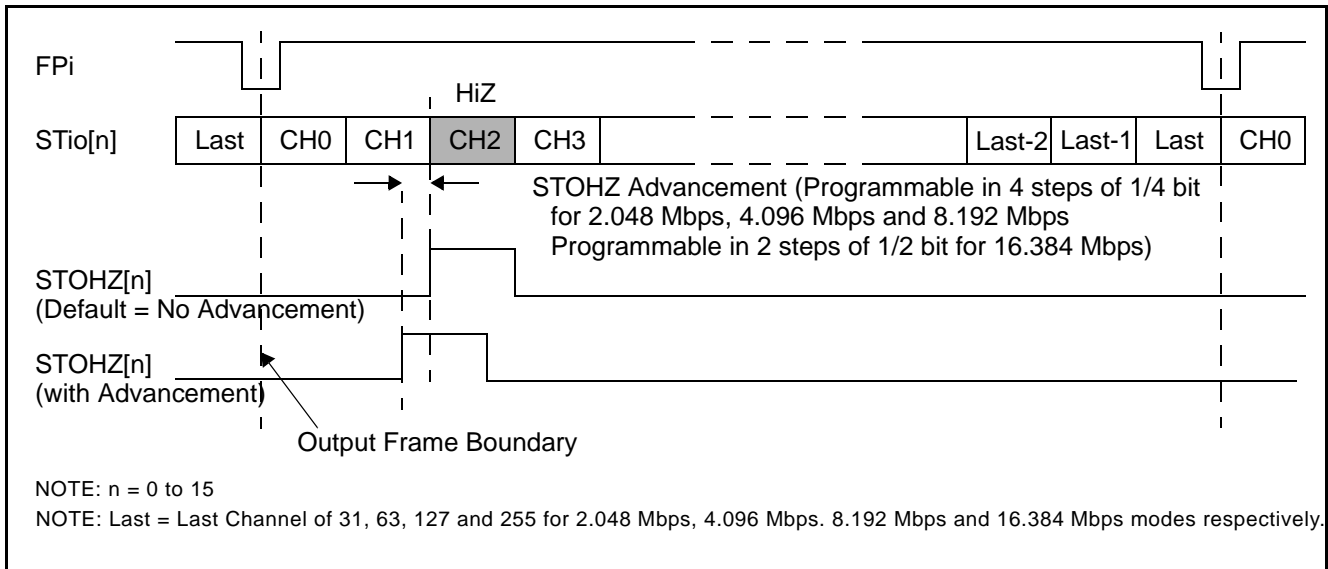 FPi
HiZ
STio[n] Last CH0 CH1 CH2 CH3 Last-2 Last-1 Last CH0
STOHZ Advancement (Programmable in 4 steps of 1/4 bit
for 2.048 Mbps, 4.096 Mbps and 8.192 Mbps
Programmable in 2 steps of 1/2 bit for 16.384 Mbps)
STOHZ[n]
(Default = No Advancement)
STOHZ[n]
(with Advancement)
Output Frame Boundary
NOTE: n = 0 to 15
NOTE: Last = Last Channel of 31, 63, 127 and 255 for 2.048 Mbps, 4.096 Mbps. 8.192 Mbps and 16.384 Mbps modes respectively.